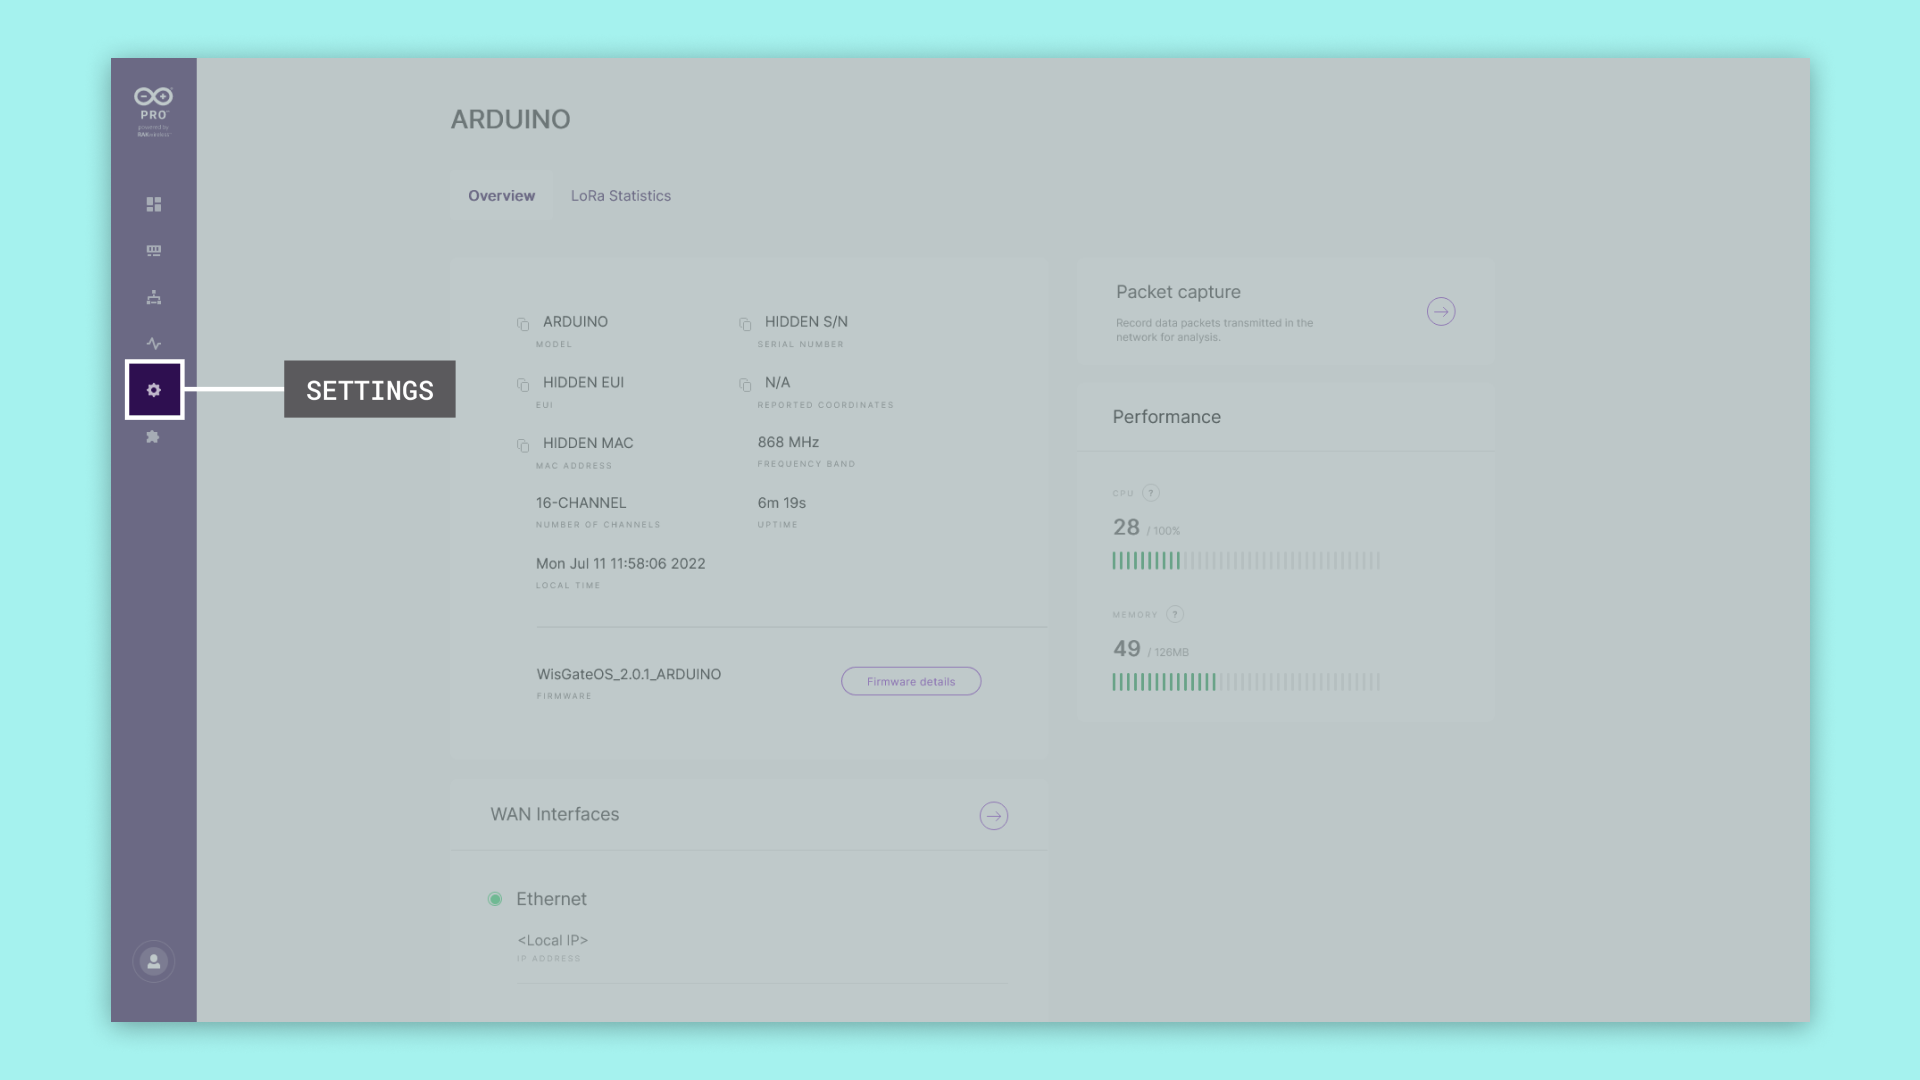 PRO
powered by
RAKwireless
ARDUINO
Overview
LoRa Statistics
ARDUINO
MODEL
HIDDEN S/N
SERIAL NUMBER
HIDDEN EUI
EUI
N/A
REPORTED COORDINATES
HIDDEN MAC
MAC ADDRESS
868 MHz
FREQUENCY BAND
16-CHANNEL
NUMBER OF CHANNELS
6m 19s
UPTIME
Mon Jul 11 11:58:06 2022
LOCAL TIME
WisGateOS_2.0.1_ARDUINO
FIRMWARE
Firmware details
WAN Interfaces
Ethernet
<Local IP>
IP ADDRESS
Packet capture
Record data packets transmitted in the
network for analysis.
Performance
CPU ?
28 / 100%
MEMORY ?
49 / 126MB
SETTINGS